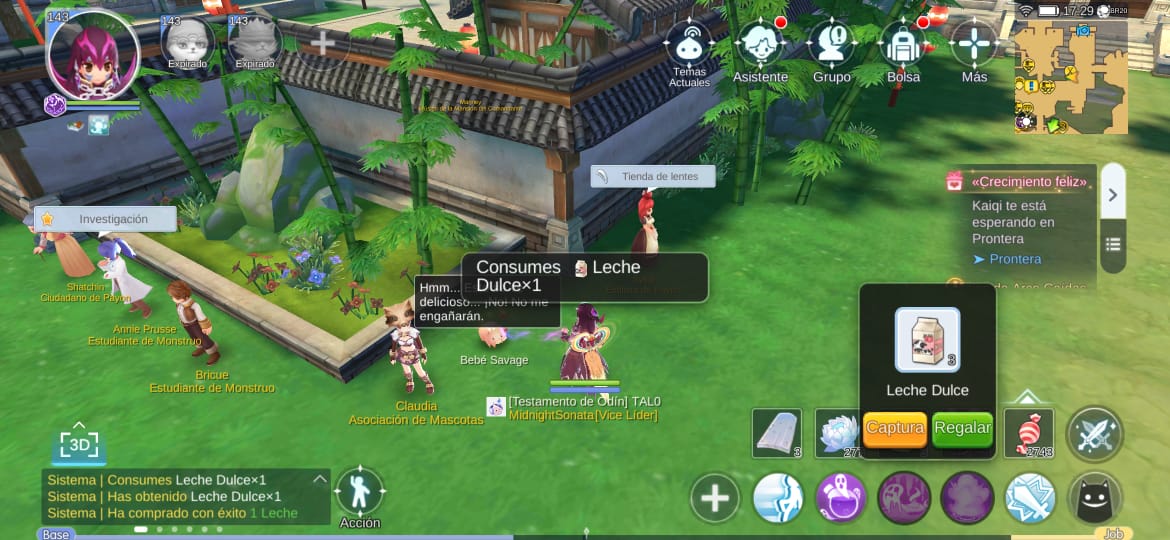 143
143
143
Expirado
Expirado
17:29
BR20
Temas
Actuales
Asistente
Grupo
Bolsa
Más
Tienda de lentes
Investigación
«Crecimiento feliz»
Kaiqi te está
esperando en
Prontera
Prontera
Consumes Leche
Dulce×1
Hmm...
delicioso... ¡No! No me
engañarán.
Shatchin
Ciudadano de Payon
Annie Prusse
Estudiante de Monstruo
Bricue
Estudiante de Monstruo
Claudia
Asociación de Mascotas
Bebé Savage
[Testamento de Odín] TAL0
MidnightSonata[Vice Líder]
3
Leche Dulce
Captura
Regalar
3
2743
3D
Sistema | Consumes Leche Dulce×1
Sistema | Has obtenido Leche Dulce×1
Sistema | Ha comprado con éxito 1 Leche
Acción
Base
Job